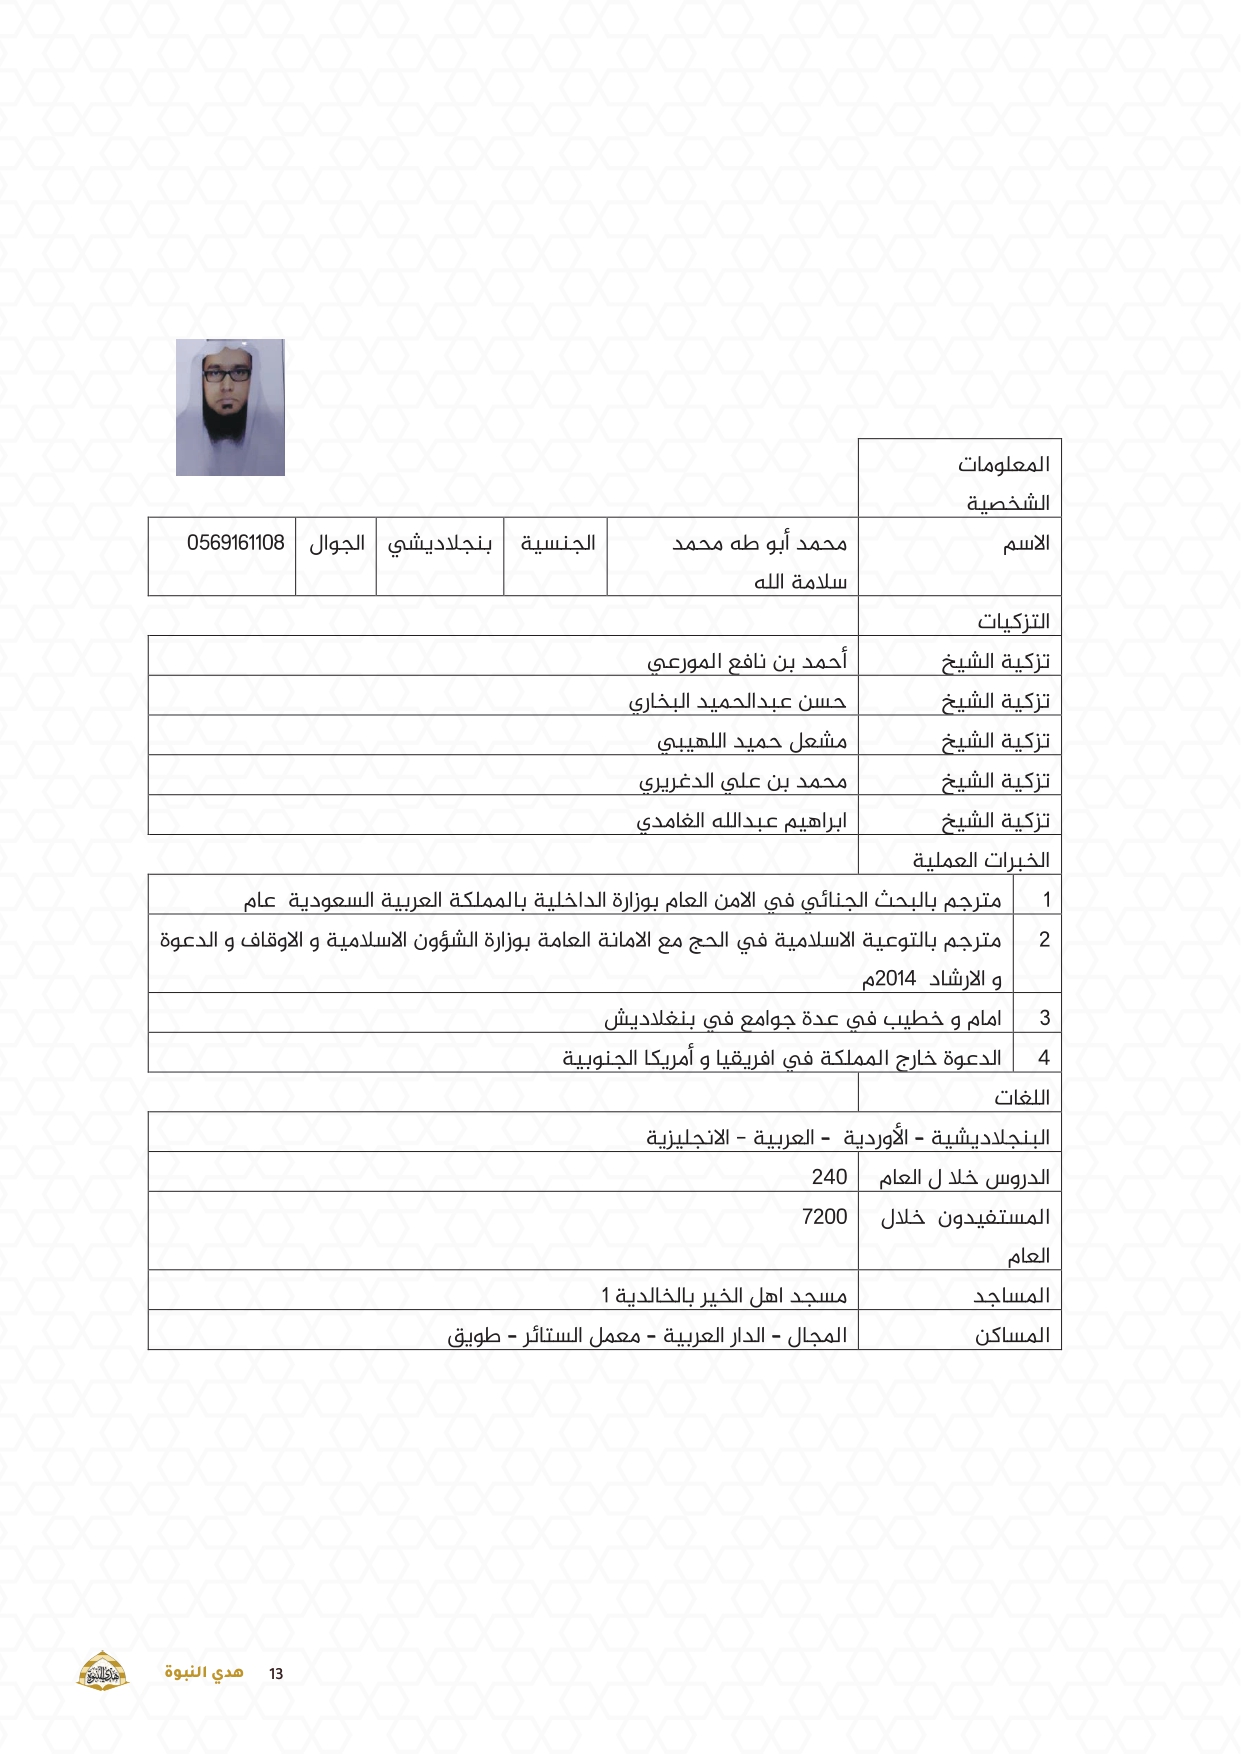 المعلومات
الشخصية
الاسم محمد أبو طه محمد الجنسية بنجلاديشي الجوال 0569161108
سلامة الله
التزكيات
تزكية الشيخ أحمد بن نافع المورعي
تزكية الشيخ حسن عبدالحميد البخاري
تزكية الشيخ مشعل حميد اللهيبي
تزكية الشيخ محمد بن علي الدغريري
تزكية الشيخ ابراهيم عبدالله الغامدي
الخبرات العملية
1 مترجم بالبحث الجنائي في الامن العام بوزارة الداخلية بالمملكة العربية السعودية عام
2 مترجم بالتوعية الاسلامية في الحج مع الامانة العامة بوزارة الشؤون الاسلامية و الاوقاف و الدعوة
و الارشاد 2014م
3 امام و خطيب في عدة جوامع في بنغلاديش
4 الدعوة خارج المملكة في افريقيا و أمريكا الجنوبية
اللغات
البنجلاديشية – الأوردية – العربية - الانجليزية
الدروس خلا ل العام 240
المستفيدون خلال 7200
العام
المساجد مسجد اهل الخير بالخالدية 1
المساكن المجال – الدار العربية – معمل الستائر – طويق
13 هدي النبوة
هدي النبوة